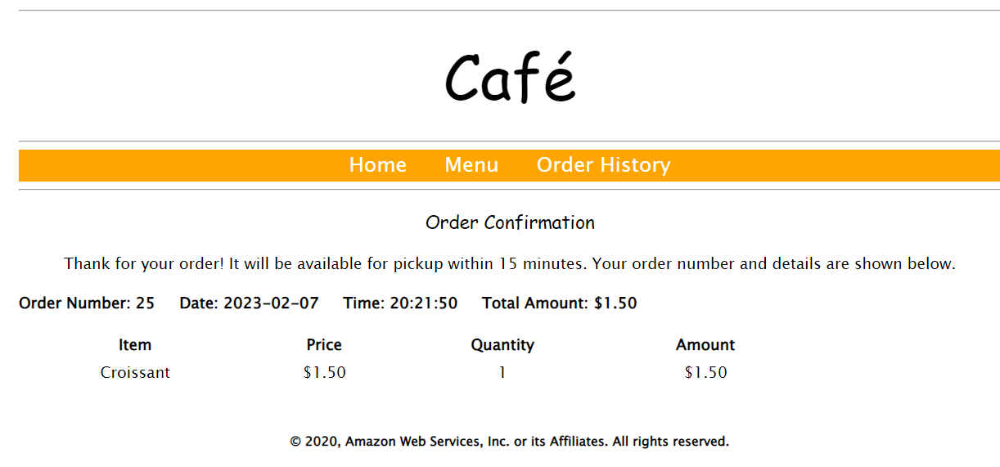 Café
Home Menu Order History
Order Confirmation
Thank for your order! It will be available for pickup within 15 minutes. Your order number and details are shown below.
Order Number: 25 Date: 2023-02-07 Time: 20:21:50 Total Amount: $1.50
Item Price Quantity Amount
Croissant $1.50 1 $1.50
© 2020, Amazon Web Services, Inc. or its Affiliates. All rights reserved.